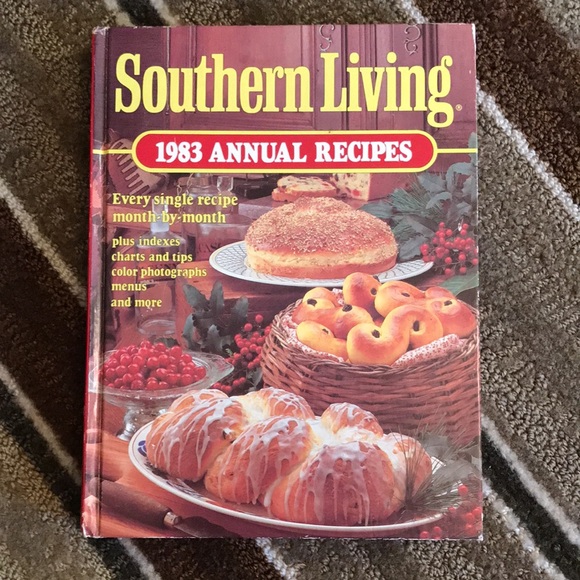 Southern Living®
1983 ANNUAL RECIPES
Every single recipe
month-by-month
plus indexes
charts and tips
color photographs
menus
and more